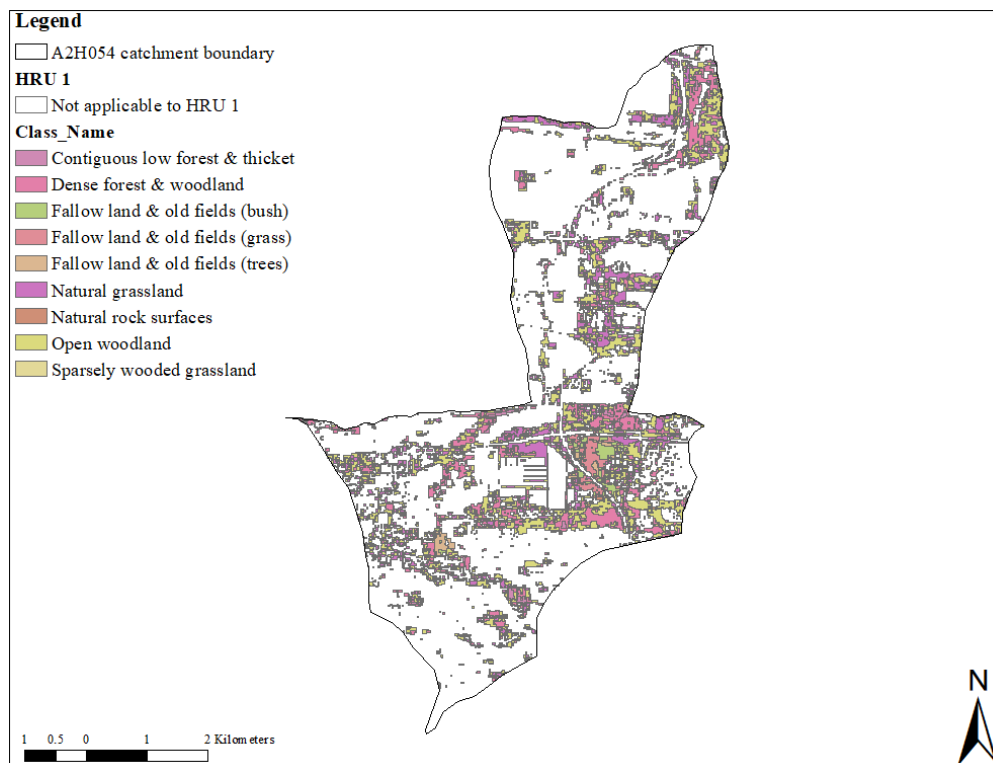 Legend
A2H054 catchment boundary
HRU 1
Not applicable to HRU 1
Class_Name
Contiguous low forest & thicket
Dense forest & woodland
Fallow land & old fields (bush)
Fallow land & old fields (grass)
Fallow land & old fields (trees)
Natural grassland
Natural rock surfaces
Open woodland
Sparsely wooded grassland
N
1 0.5 0 1 2 Kilometers